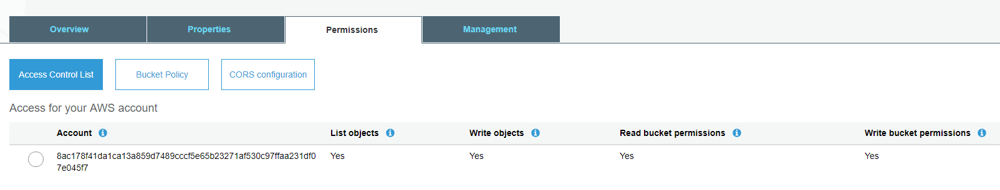 Overview Properties Permissions Management
Access Control List Bucket Policy CORS configuration
Access for your AWS account
Account List objects Write objects Read bucket permissions Write bucket permissions
8ac178f41da1ca13a859d7489cccf5e65b23271af530c97ffaa231df0 Yes Yes Yes Yes
7e045f7